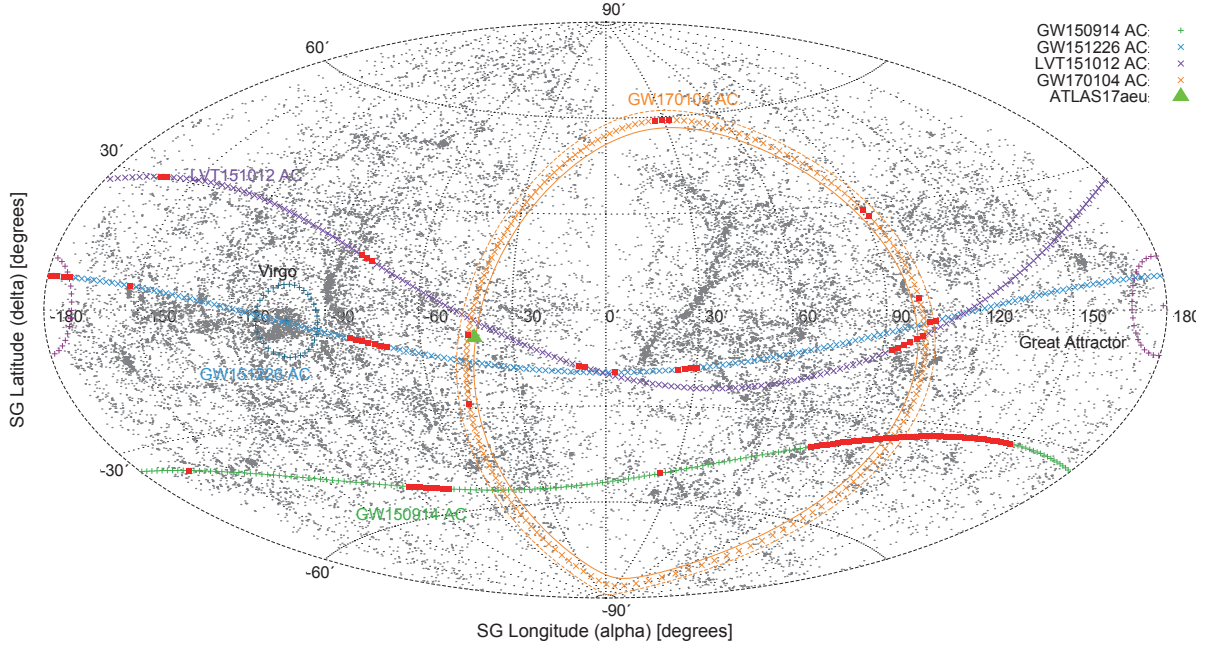 90´
60´
30´
-30
-60´
-90´
GW150914 AC
GW151226 AC
LVT151012 AC
GW170104 AC
ATLAS17aeu
GW170104 AC
LVT151012 AC
Virgo
-180 -150 -120 -90 -60 -30 0 30 60 90 120 150 180
Great Attractor
GW151226 AC
GW150914 AC
SG Latitude (delta) [degrees]
SG Longitude (alpha) [degrees]